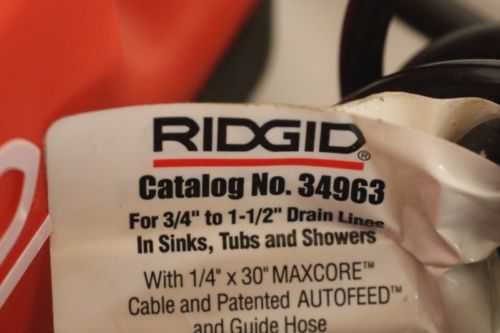 RIDGID®
Catalog No. 34963
For 3/4" to 1-1/2" Drain Lines
In Sinks, Tubs and Showers
With 1/4" x 30" MAXCORE™
Cable and Patented AUTOFEED™
and Guide Hose